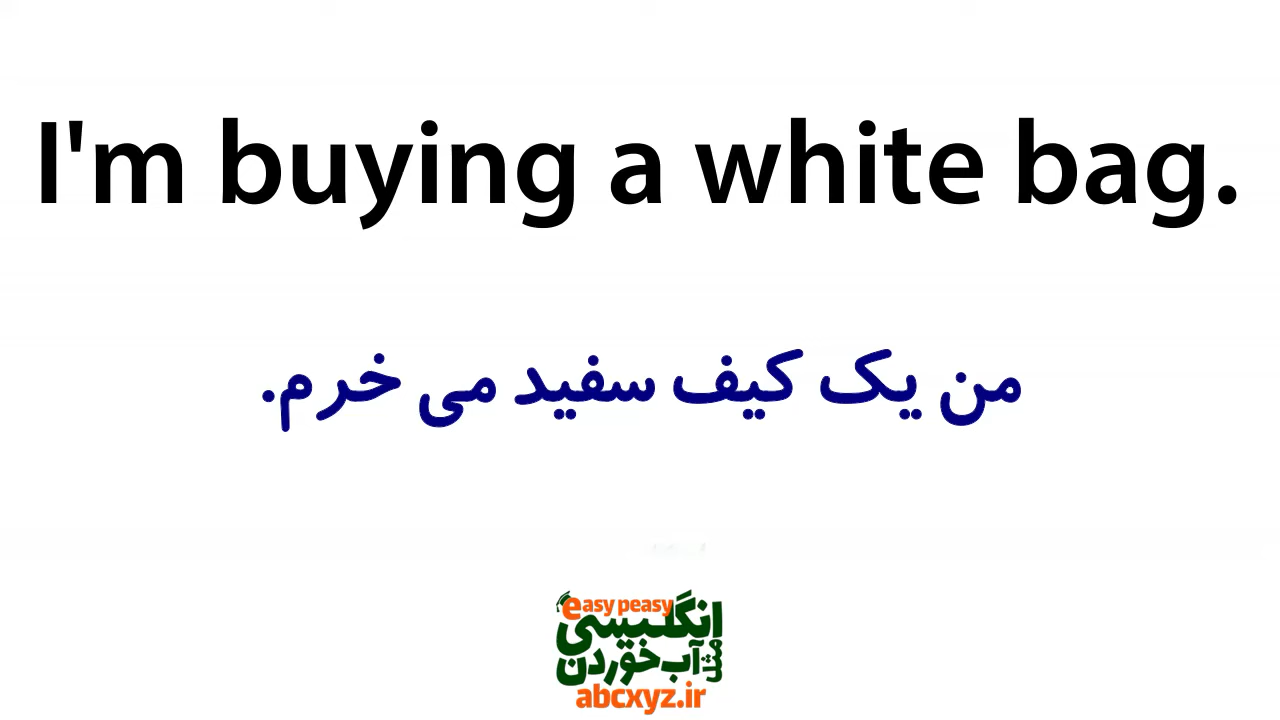 I'm buying a white bag.
من یک کیف سفید می خرم.
easy peasy
انگلیسی
مثل آب خوردن
abcxyz.ir